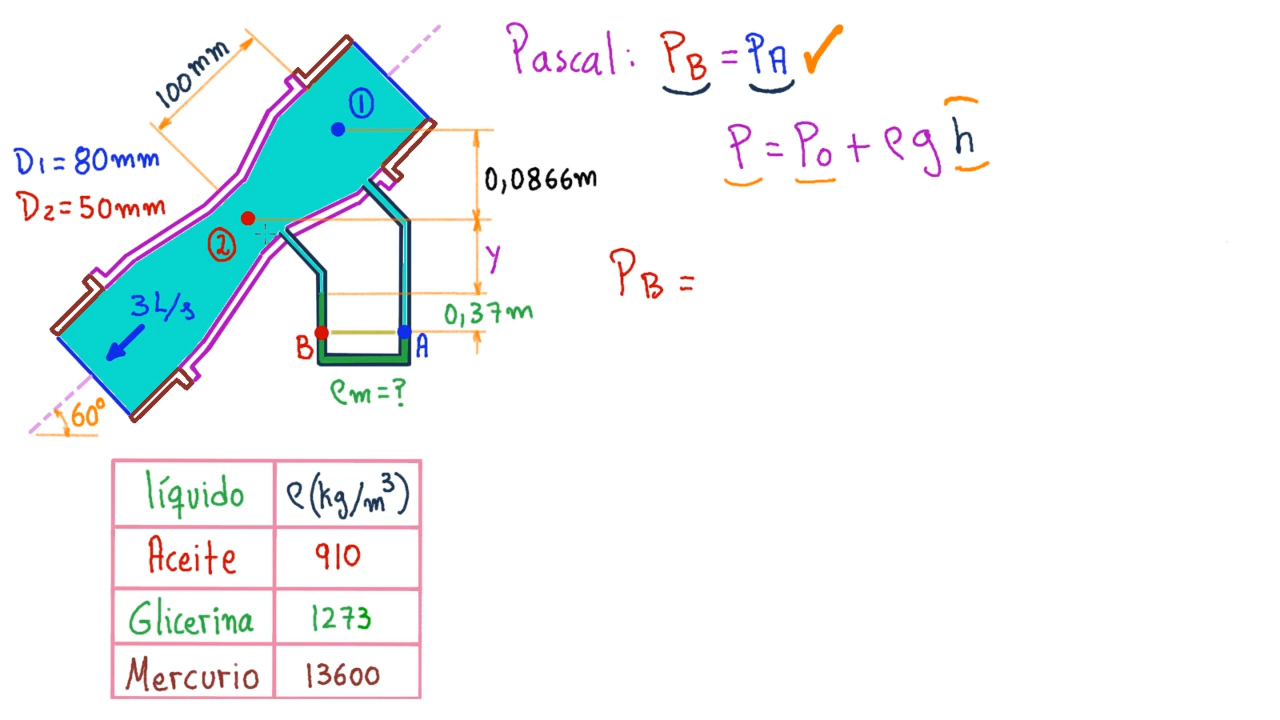 Pascal: PB = PA ✓
P = Po + ρgh
PB =
100mm
①
D1 = 80mm
D2 = 50mm
0,0866m
②
y
3L/s
0,37m
B
A
ρm = ?
60°
líquido ρ(kg/m³)
Aceite 910
Glicerina 1273
Mercurio 13600